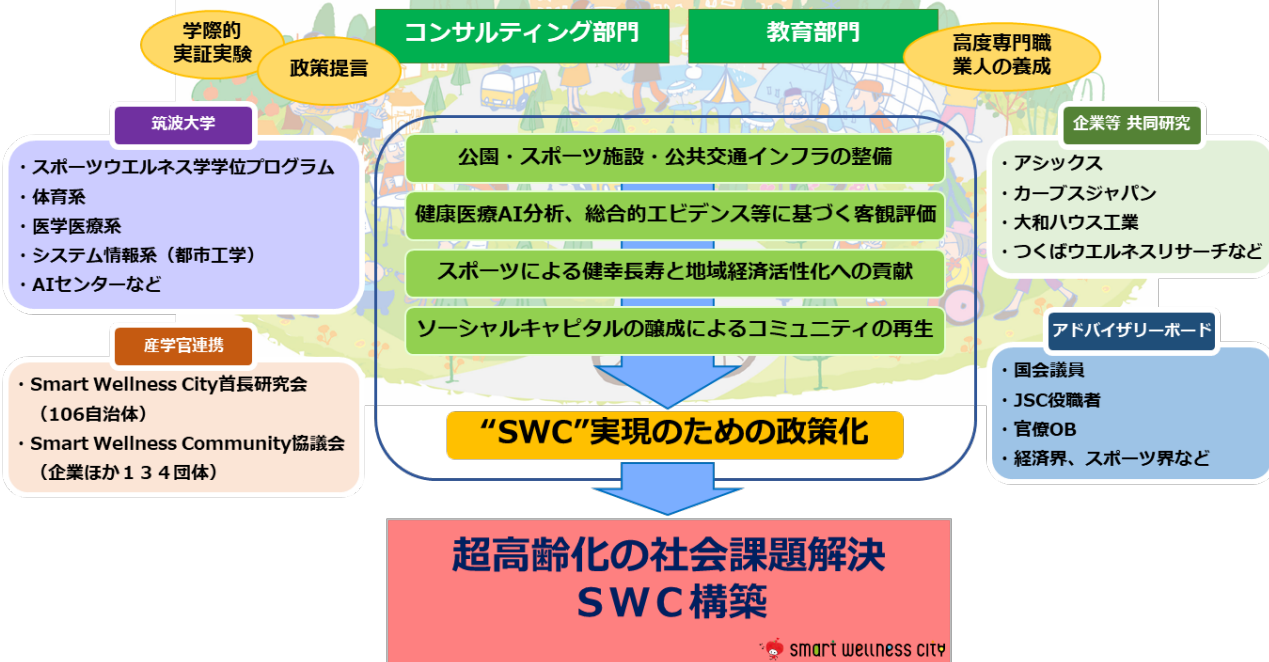 学際的
実証実験
政策提言
コンサルティング部門
教育部門
高度専門職
業人の養成
筑波大学
・スポーツウエルネス学学位プログラム
・体育系
・医学医療系
・システム情報系（都市工学）
・AIセンターなど
産学官連携
・Smart Wellness City首長研究会
（106自治体）
・Smart Wellness Community協議会
（企業ほか１３４団体）
公園・スポーツ施設・公共交通インフラの整備
健康医療AI分析、総合的エビデンス等に基づく客観評価
スポーツによる健幸長寿と地域経済活性化への貢献
ソーシャルキャピタルの醸成によるコミュニティの再生
“SWC”実現のための政策化
企業等 共同研究
・アシックス
・カーブスジャパン
・大和ハウス工業
・つくばウエルネスリサーチなど
アドバイザリーボード
・国会議員
・JSC役職者
・官僚OB
・経済界、スポーツ界など
超高齢化の社会課題解決
ＳＷＣ構築
smart wellness city